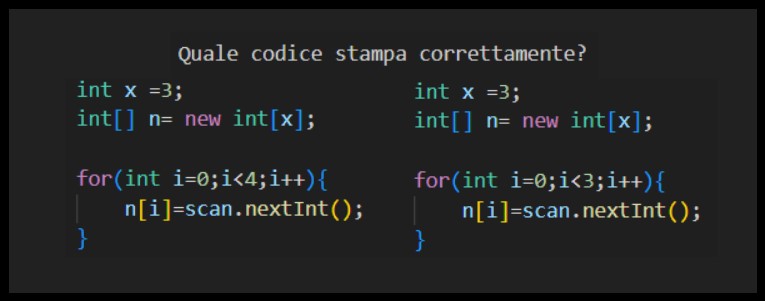 Quale codice stampa correttamente?
int x =3;
int[] n= new int[x];
for(int i=0;i<4;i++){
n[i]=scan.nextInt();
}
int x =3;
int[] n= new int[x];
for(int i=0;i<3;i++){
n[i]=scan.nextInt();
}